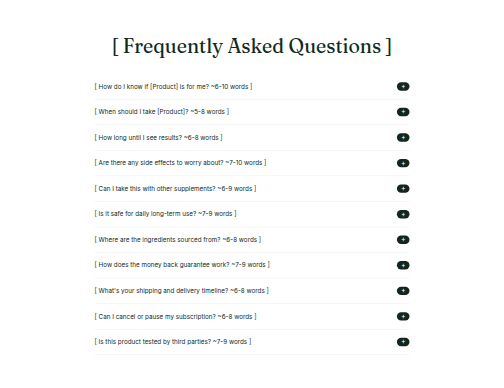 [ Frequently Asked Questions ]
[ How do I know if [Product] is for me? ~6-10 words ]
[ When should I take [Product]? ~5-8 words ]
[ How long until I see results? ~6-8 words ]
[ Are there any side effects to worry about? ~7-10 words ]
[ Can I take this with other supplements? ~6-9 words ]
[ Is it safe for daily long-term use? ~7-9 words ]
[ Where are the ingredients sourced from? ~6-8 words ]
[ How does the money back guarantee work? ~7-9 words ]
[ What's your shipping and delivery timeline? ~6-8 words ]
[ Can I cancel or pause my subscription? ~6-8 words ]
[ Is this product tested by third parties? ~7-9 words ]